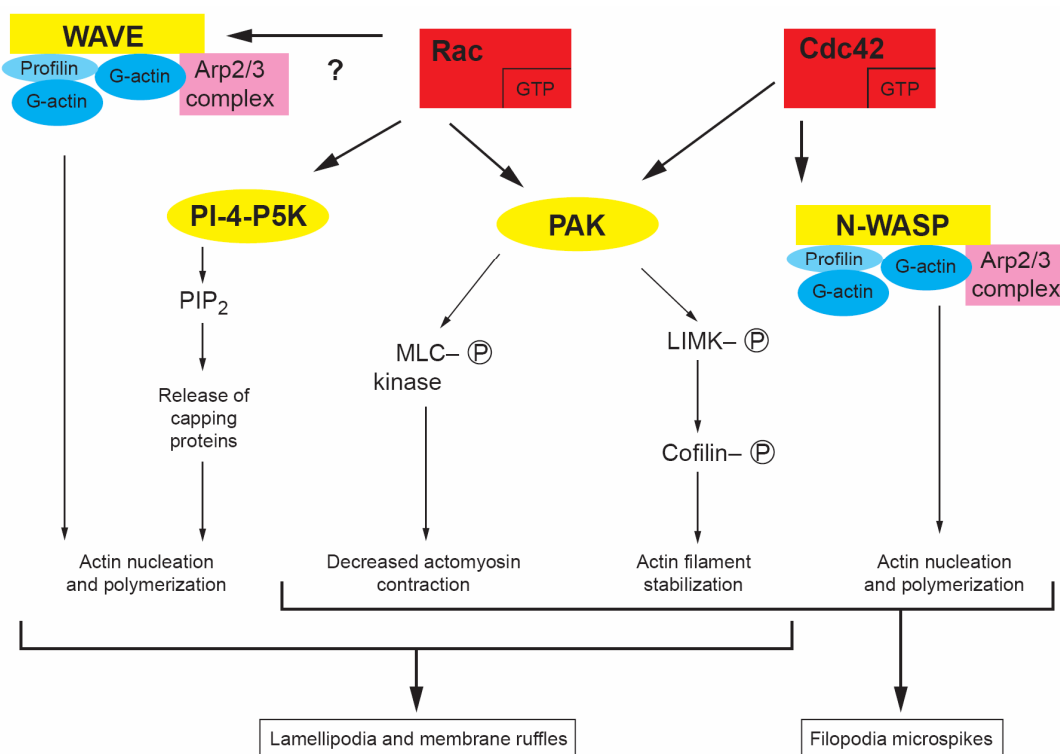 WAVE
Profilin
G-actin
G-actin
Arp2/3
complex
?
Rac
GTP
Cdc42
GTP
PI-4-P5K
PAK
N-WASP
Profilin
G-actin
G-actin
Arp2/3
complex
PIP2
MLC– P
kinase
LIMK– P
Release of
capping
proteins
Cofilin– P
Actin nucleation
and polymerization
Decreased actomyosin
contraction
Actin filament
stabilization
Actin nucleation
and polymerization
Lamellipodia and membrane ruffles
Filopodia microspikes